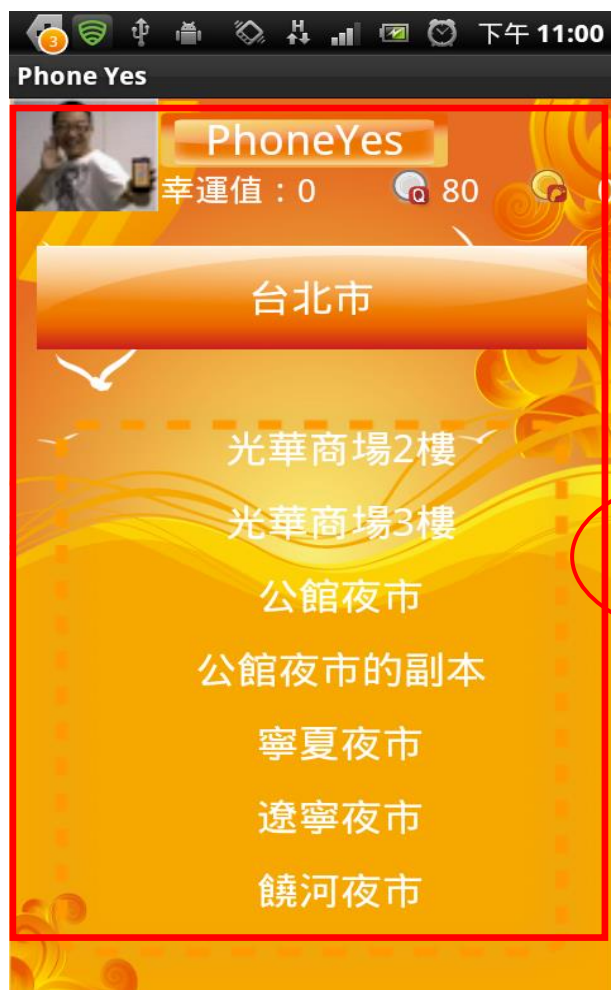 3 H 下午 11:00
Phone Yes
PhoneYes
幸運值：0 Q 80
台北市
光華商場2樓
光華商場3樓
公館夜市
公館夜市的副本
寧夏夜市
遼寧夜市
饒河夜市